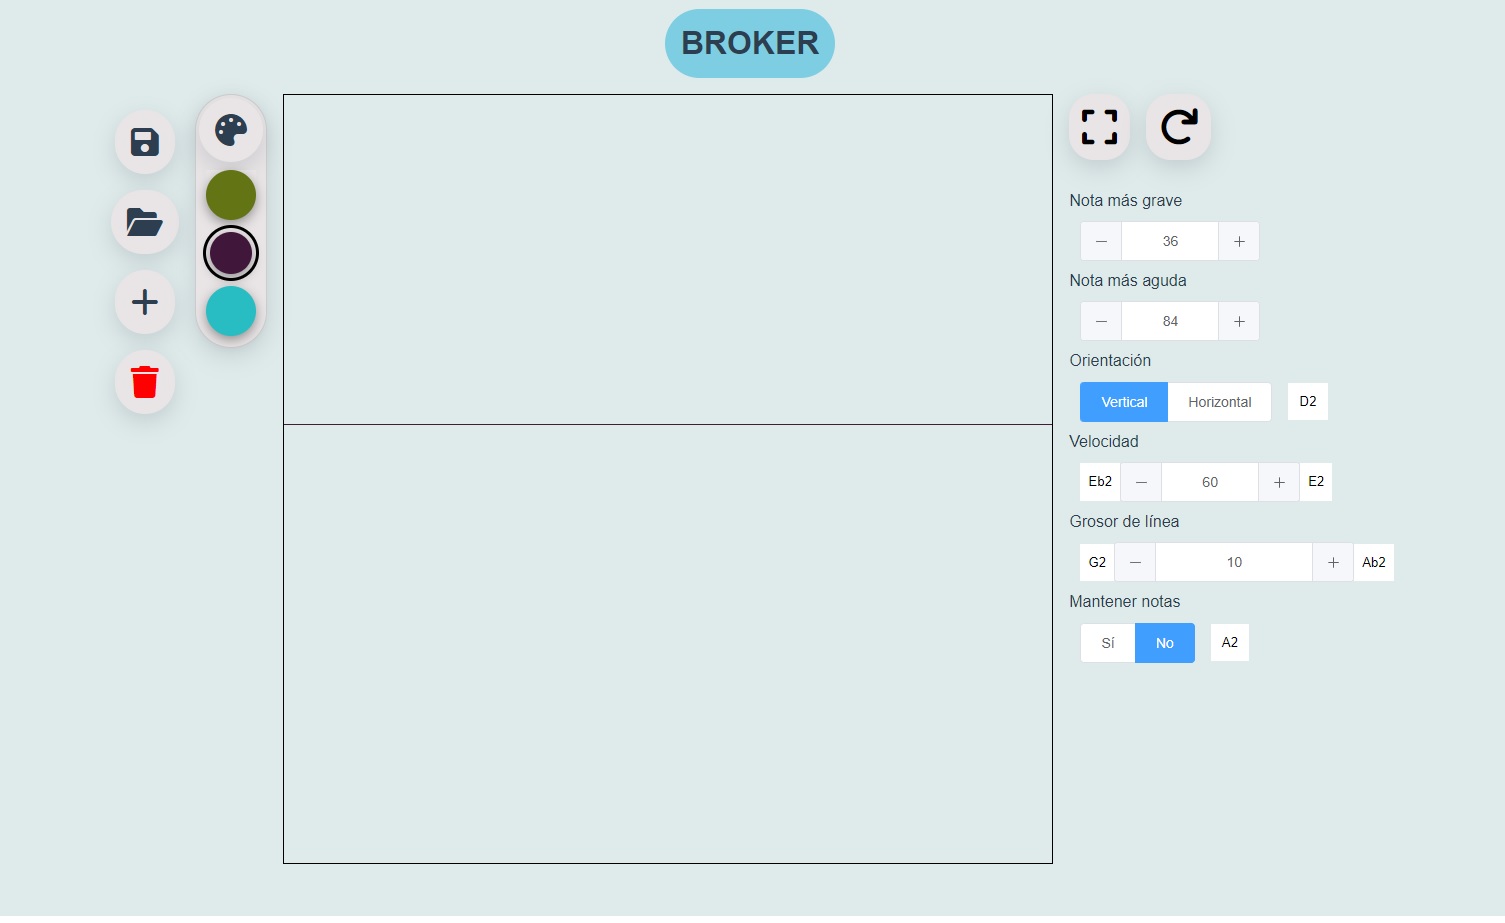 BROKER
Nota más grave
36
Nota más aguda
84
Orientación
Vertical Horizontal D2
Velocidad
Eb2 60 E2
Grosor de línea
G2 10 Ab2
Mantener notas
Sí No A2